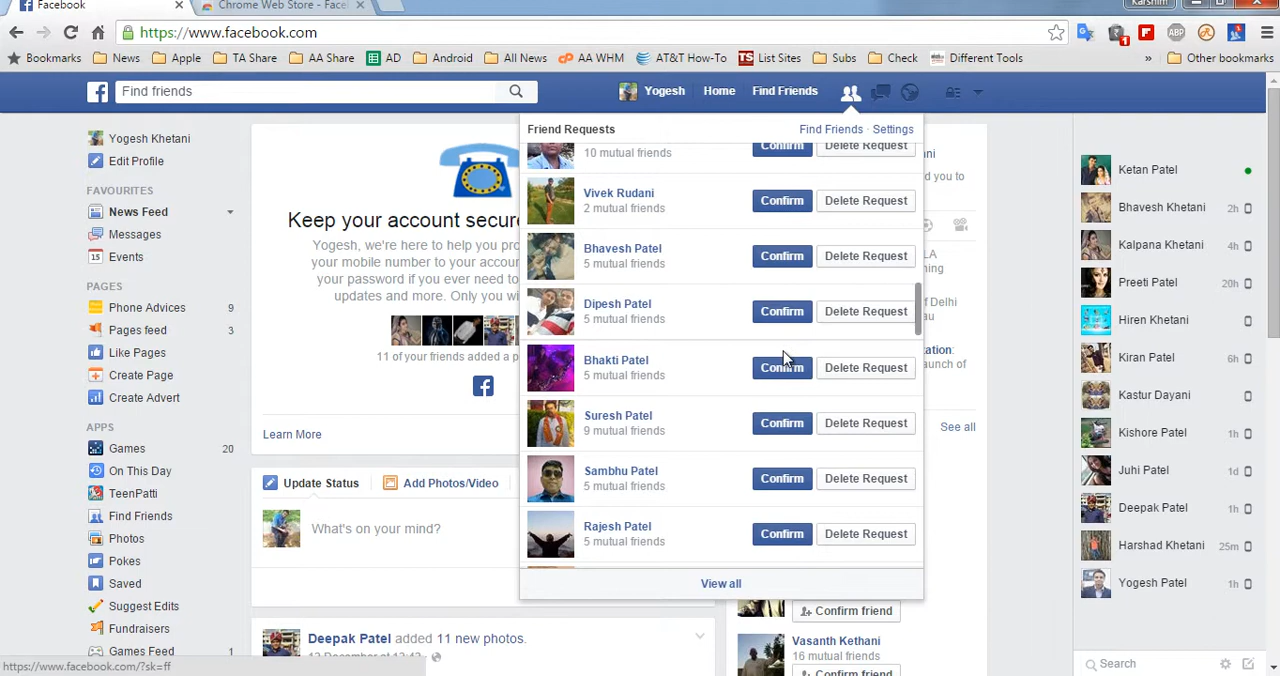 Facebook
Chrome Web Store - Face
Karshim
https://www.facebook.com
Bookmarks
News
Apple
TA Share
AA Share
AD
Android
All News
AA WHM
AT&T How-To
List Sites
Subs
Check
Different Tools
»
Other bookmarks
Find friends
Yogesh
Home
Find Friends
Yogesh Khetani
Edit Profile
FAVOURITES
News Feed
Messages
Events
PAGES
Phone Advices 9
Pages feed 3
Like Pages
Create Page
Create Advert
APPS
Games 20
On This Day
TeenPatti
Find Friends
Photos
Pokes
Saved
Suggest Edits
Fundraisers
Games Feed 1
https://www.facebook.com/?sk=ff
Keep your account secure
Yogesh, we're here to help you pro
your mobile number to your accou
your password if you ever need to
updates and more. Only you wi
11 of your friends added a p
Learn More
Update Status
Add Photos/Video
What's on your mind?
Deepak Patel added 11 new photos.
Friend Requests
Find Friends · Settings
10 mutual friends
Confirm
Delete Request
Vivek Rudani
2 mutual friends
Confirm
Delete Request
Bhavesh Patel
5 mutual friends
Confirm
Delete Request
Dipesh Patel
5 mutual friends
Confirm
Delete Request
Bhakti Patel
5 mutual friends
Confirm
Delete Request
Suresh Patel
9 mutual friends
Confirm
Delete Request
Sambhu Patel
5 mutual friends
Confirm
Delete Request
Rajesh Patel
5 mutual friends
Confirm
Delete Request
View all
See all
Confirm friend
Vasanth Kethani
16 mutual friends
Confirm friend
Ketan Patel
Bhavesh Khetani 2h
Kalpana Khetani 4h
Preeti Patel 20h
Hiren Khetani
Kiran Patel 6h
Kastur Dayani
Kishore Patel 1h
Juhi Patel 1d
Deepak Patel 1h
Harshad Khetani 25m
Yogesh Patel 1h
Search